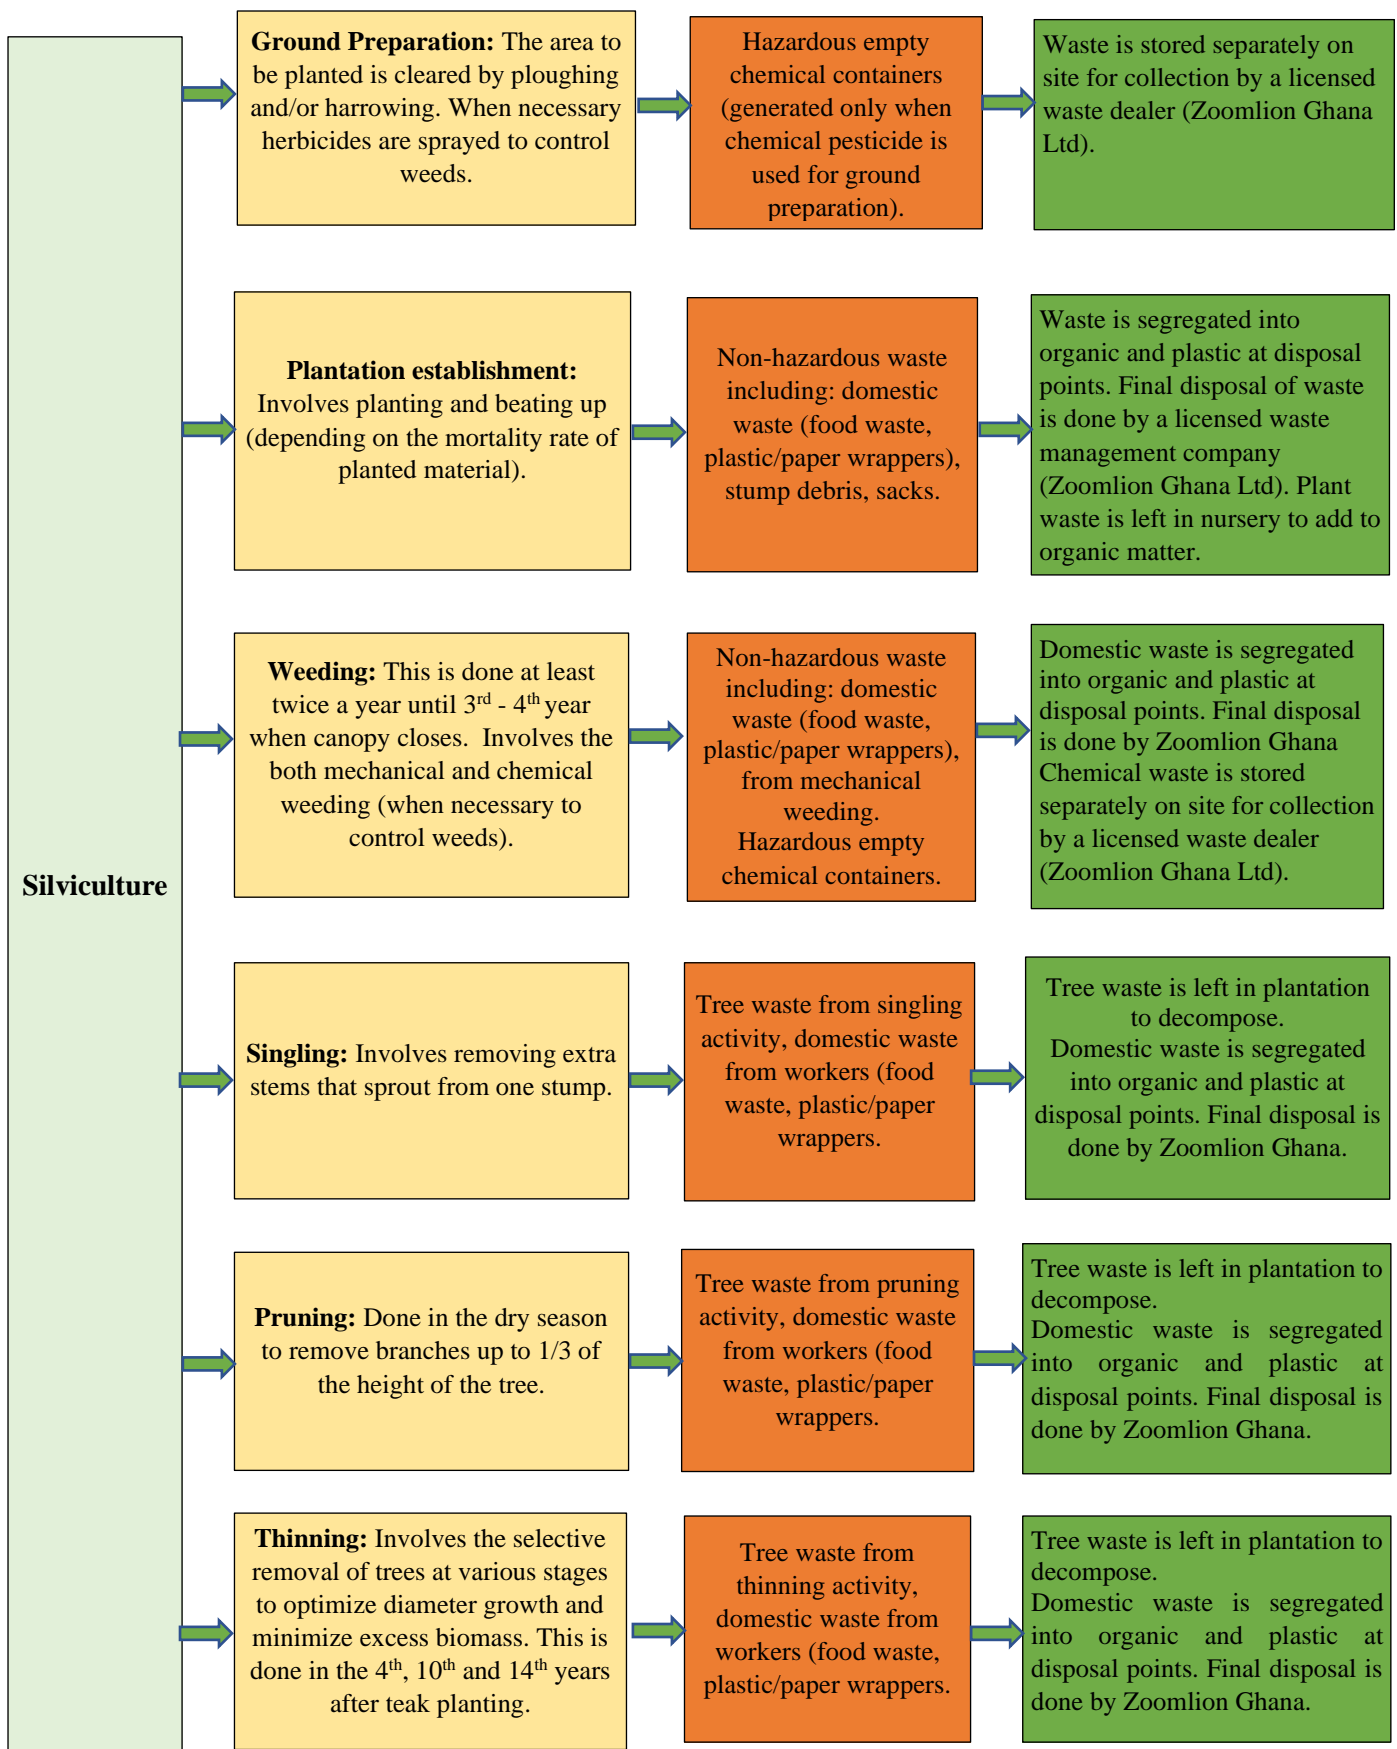 Silviculture
Ground Preparation: The area to
be planted is cleared by ploughing
and/or harrowing. When necessary
herbicides are sprayed to control
weeds.
Hazardous empty
chemical containers
(generated only when
chemical pesticide is
used for ground
preparation).
Waste is stored separately on
site for collection by a licensed
waste dealer (Zoomlion Ghana
Ltd).
Plantation establishment:
Involves planting and beating up
(depending on the mortality rate of
planted material).
Non-hazardous waste
including: domestic
waste (food waste,
plastic/paper wrappers),
stump debris, sacks.
Waste is segregated into
organic and plastic at disposal
points. Final disposal of waste
is done by a licensed waste
management company
(Zoomlion Ghana Ltd). Plant
waste is left in nursery to add to
organic matter.
Weeding: This is done at least
twice a year until 3rd - 4th year
when canopy closes. Involves the
both mechanical and chemical
weeding (when necessary to
control weeds).
Non-hazardous waste
including: domestic
waste (food waste,
plastic/paper wrappers),
from mechanical
weeding.
Hazardous empty
chemical containers.
Domestic waste is segregated
into organic and plastic at
disposal points. Final disposal
is done by Zoomlion Ghana
Chemical waste is stored
separately on site for collection
by a licensed waste dealer
(Zoomlion Ghana Ltd).
Singling: Involves removing extra
stems that sprout from one stump.
Tree waste from singling
activity, domestic waste
from workers (food
waste, plastic/paper
wrappers.
Tree waste is left in plantation
to decompose.
Domestic waste is segregated
into organic and plastic at
disposal points. Final disposal is
done by Zoomlion Ghana.
Pruning: Done in the dry season
to remove branches up to 1/3 of
the height of the tree.
Tree waste from pruning
activity, domestic waste
from workers (food
waste, plastic/paper
wrappers.
Tree waste is left in plantation to
decompose.
Domestic waste is segregated
into organic and plastic at
disposal points. Final disposal is
done by Zoomlion Ghana.
Thinning: Involves the selective
removal of trees at various stages
to optimize diameter growth and
minimize excess biomass. This is
done in the 4th, 10th and 14th years
after teak planting.
Tree waste from
thinning activity,
domestic waste from
workers (food waste,
plastic/paper wrappers.
Tree waste is left in plantation to
decompose.
Domestic waste is segregated
into organic and plastic at
disposal points. Final disposal is
done by Zoomlion Ghana.